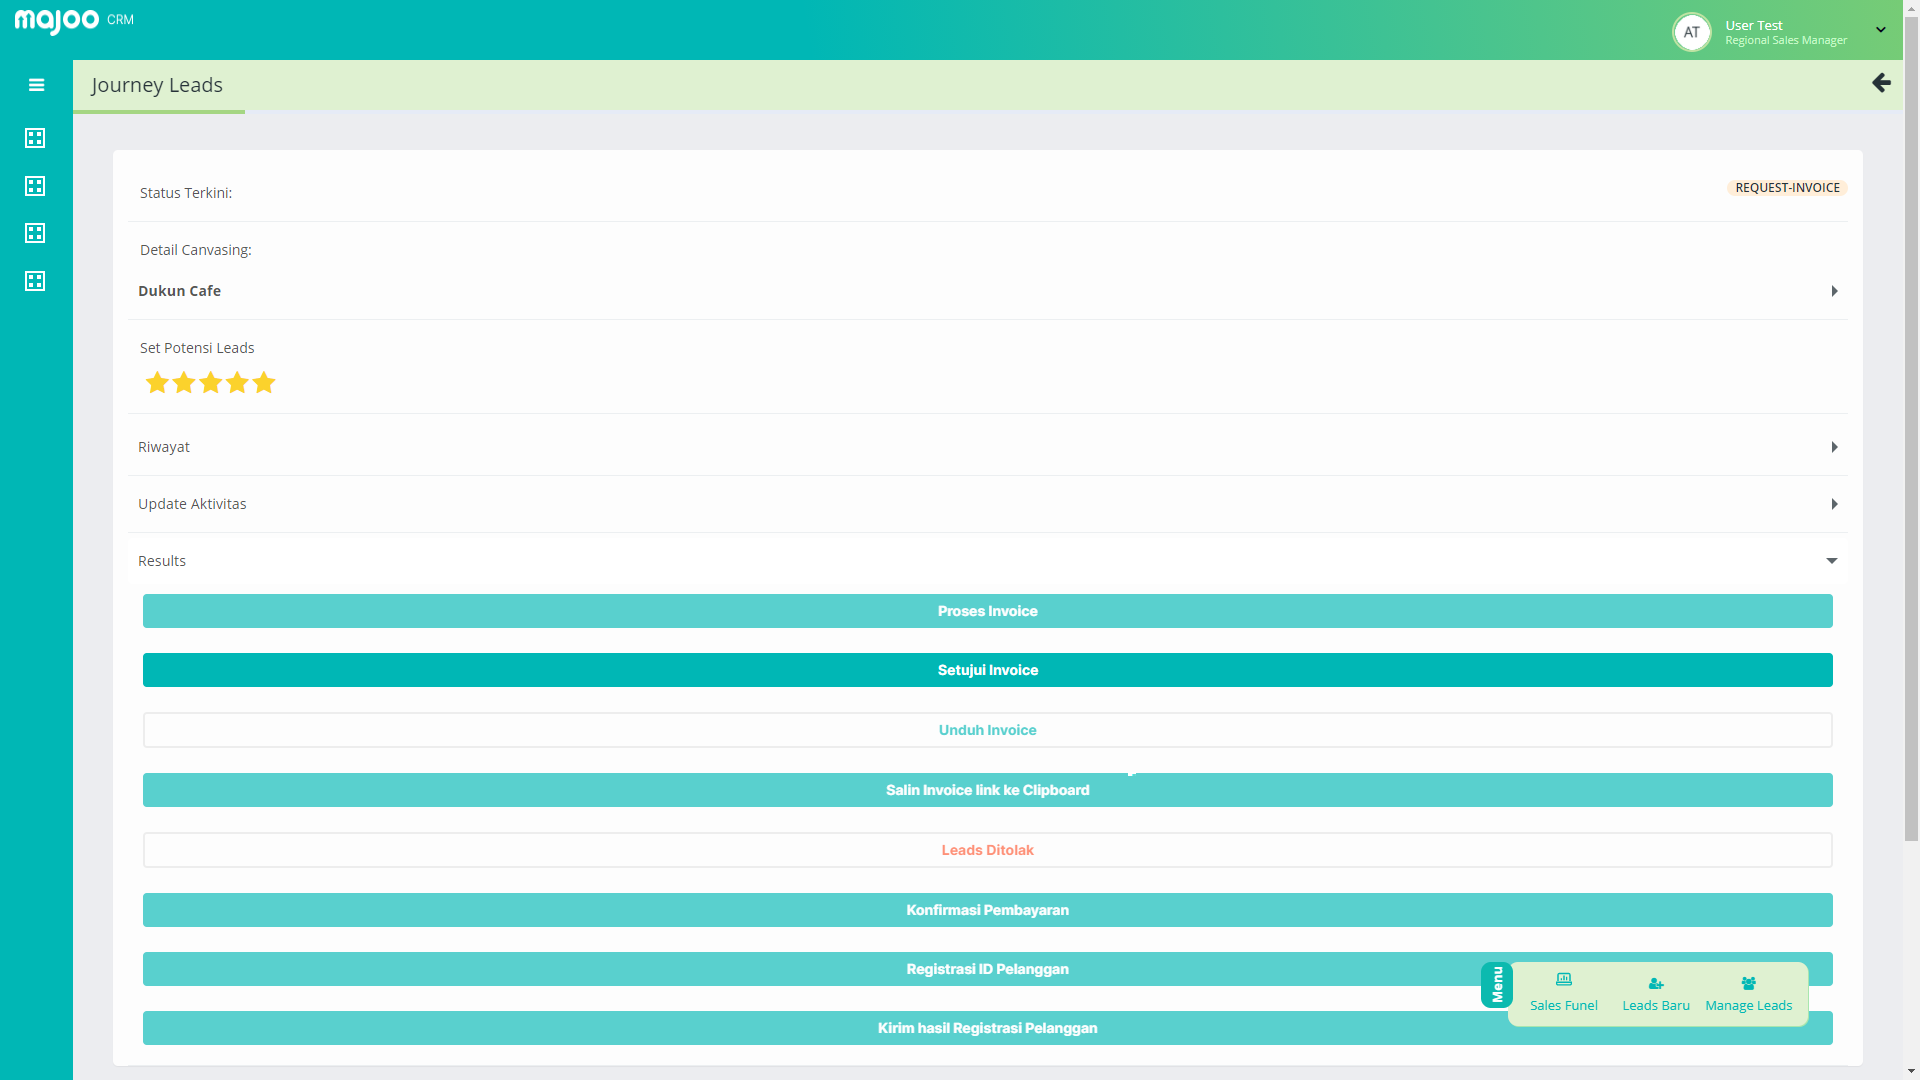 majoo CRM
AT
User Test
Regional Sales Manager
Journey Leads
Status Terkini:
REQUEST-INVOICE
Detail Canvasing:
Dukun Cafe
Set Potensi Leads
Riwayat
Update Aktivitas
Results
Proses Invoice
Setujui Invoice
Unduh Invoice
Salin Invoice link ke Clipboard
Leads Ditolak
Konfirmasi Pembayaran
Registrasi ID Pelanggan
Kirim hasil Registrasi Pelanggan
Menu
Sales Funel
Leads Baru
Manage Leads